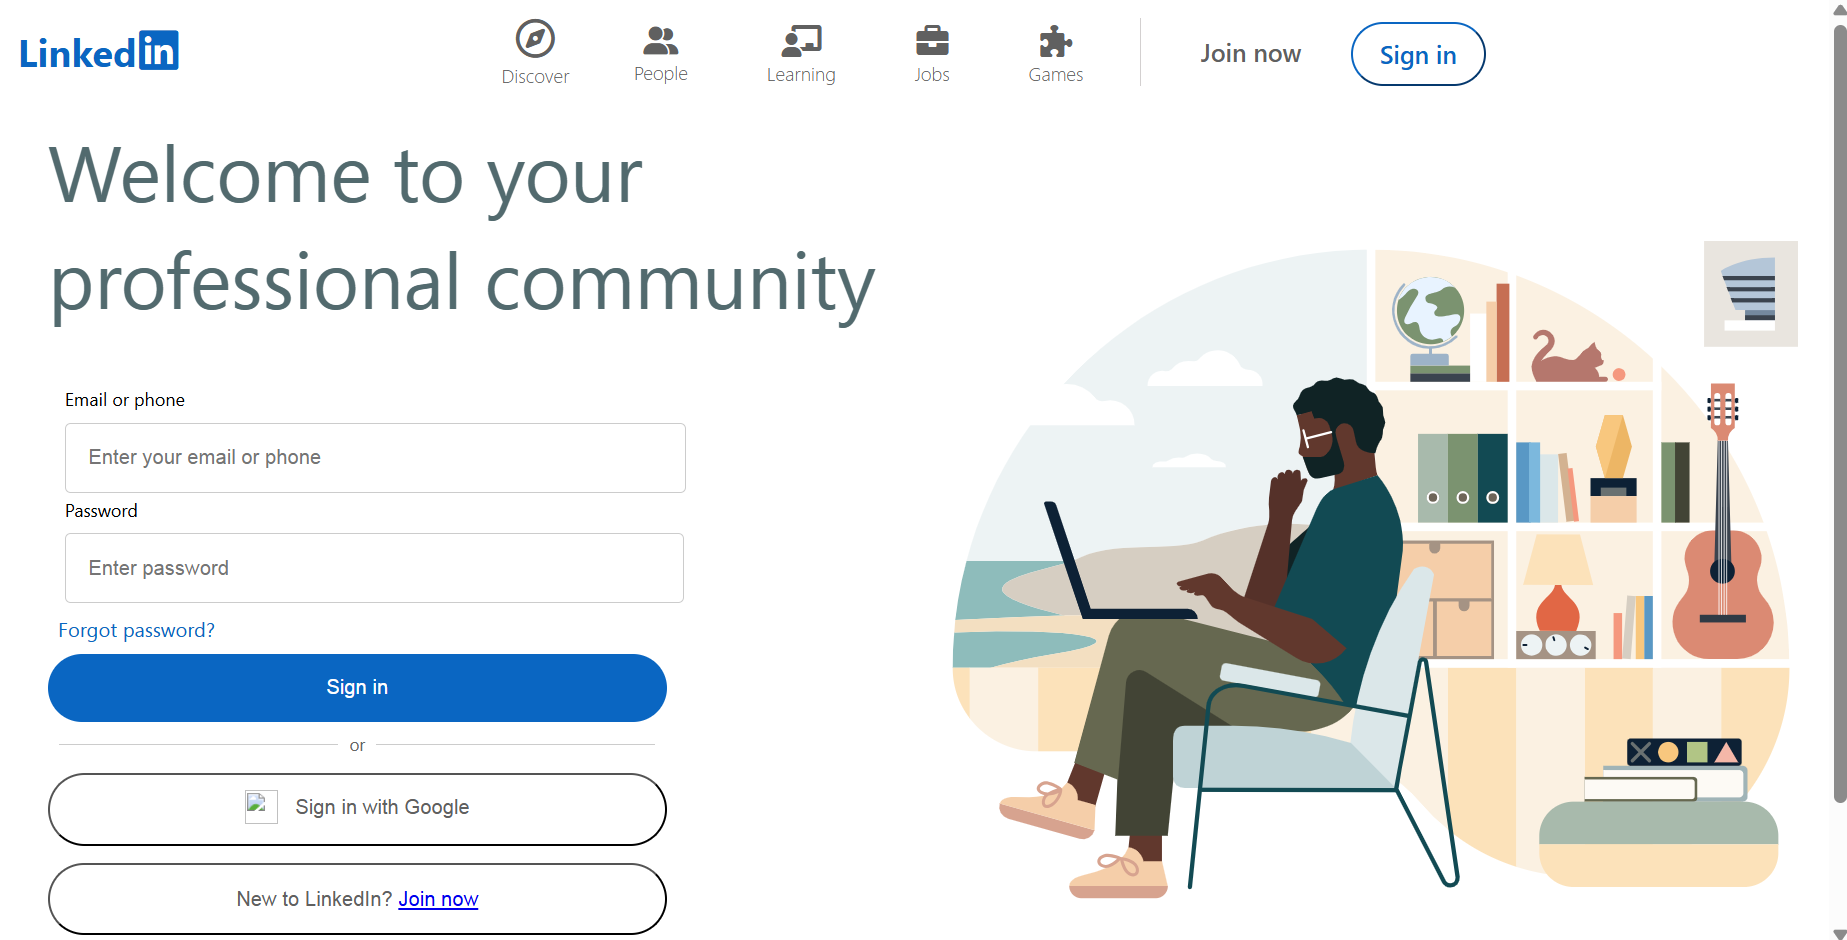 Linkedin
Discover
People
Learning
Jobs
Games
Join now
Sign in
Welcome to your
professional community
Email or phone
Enter your email or phone
Password
Enter password
Forgot password?
Sign in
or
Sign in with Google
New to LinkedIn? Join now